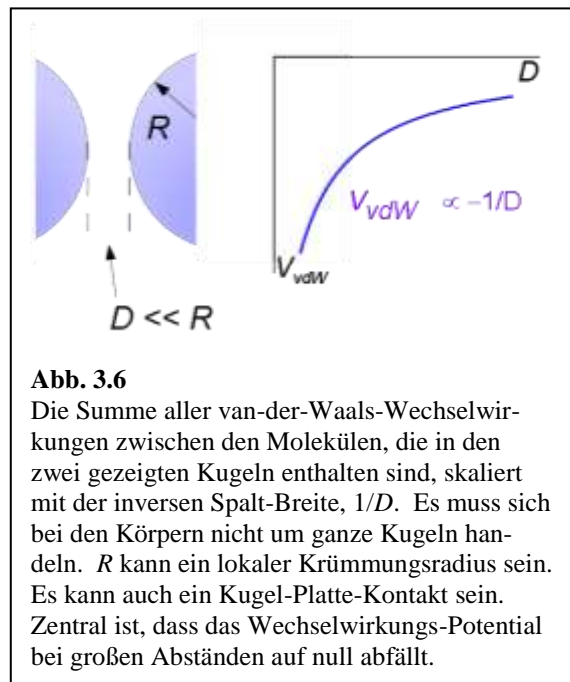 R
D << R
D
V_vdW ∝ −1/D
V_vdW
Abb. 3.6
Die Summe aller van-der-Waals-Wechselwir-
kungen zwischen den Molekülen, die in den
zwei gezeigten Kugeln enthalten sind, skaliert
mit der inversen Spalt-Breite, 1/D. Es muss sich
bei den Körpern nicht um ganze Kugeln han-
deln. R kann ein lokaler Krümmungsradius sein.
Es kann auch ein Kugel-Platte-Kontakt sein.
Zentral ist, dass das Wechselwirkungs-Potential
bei großen Abständen auf null abfällt.